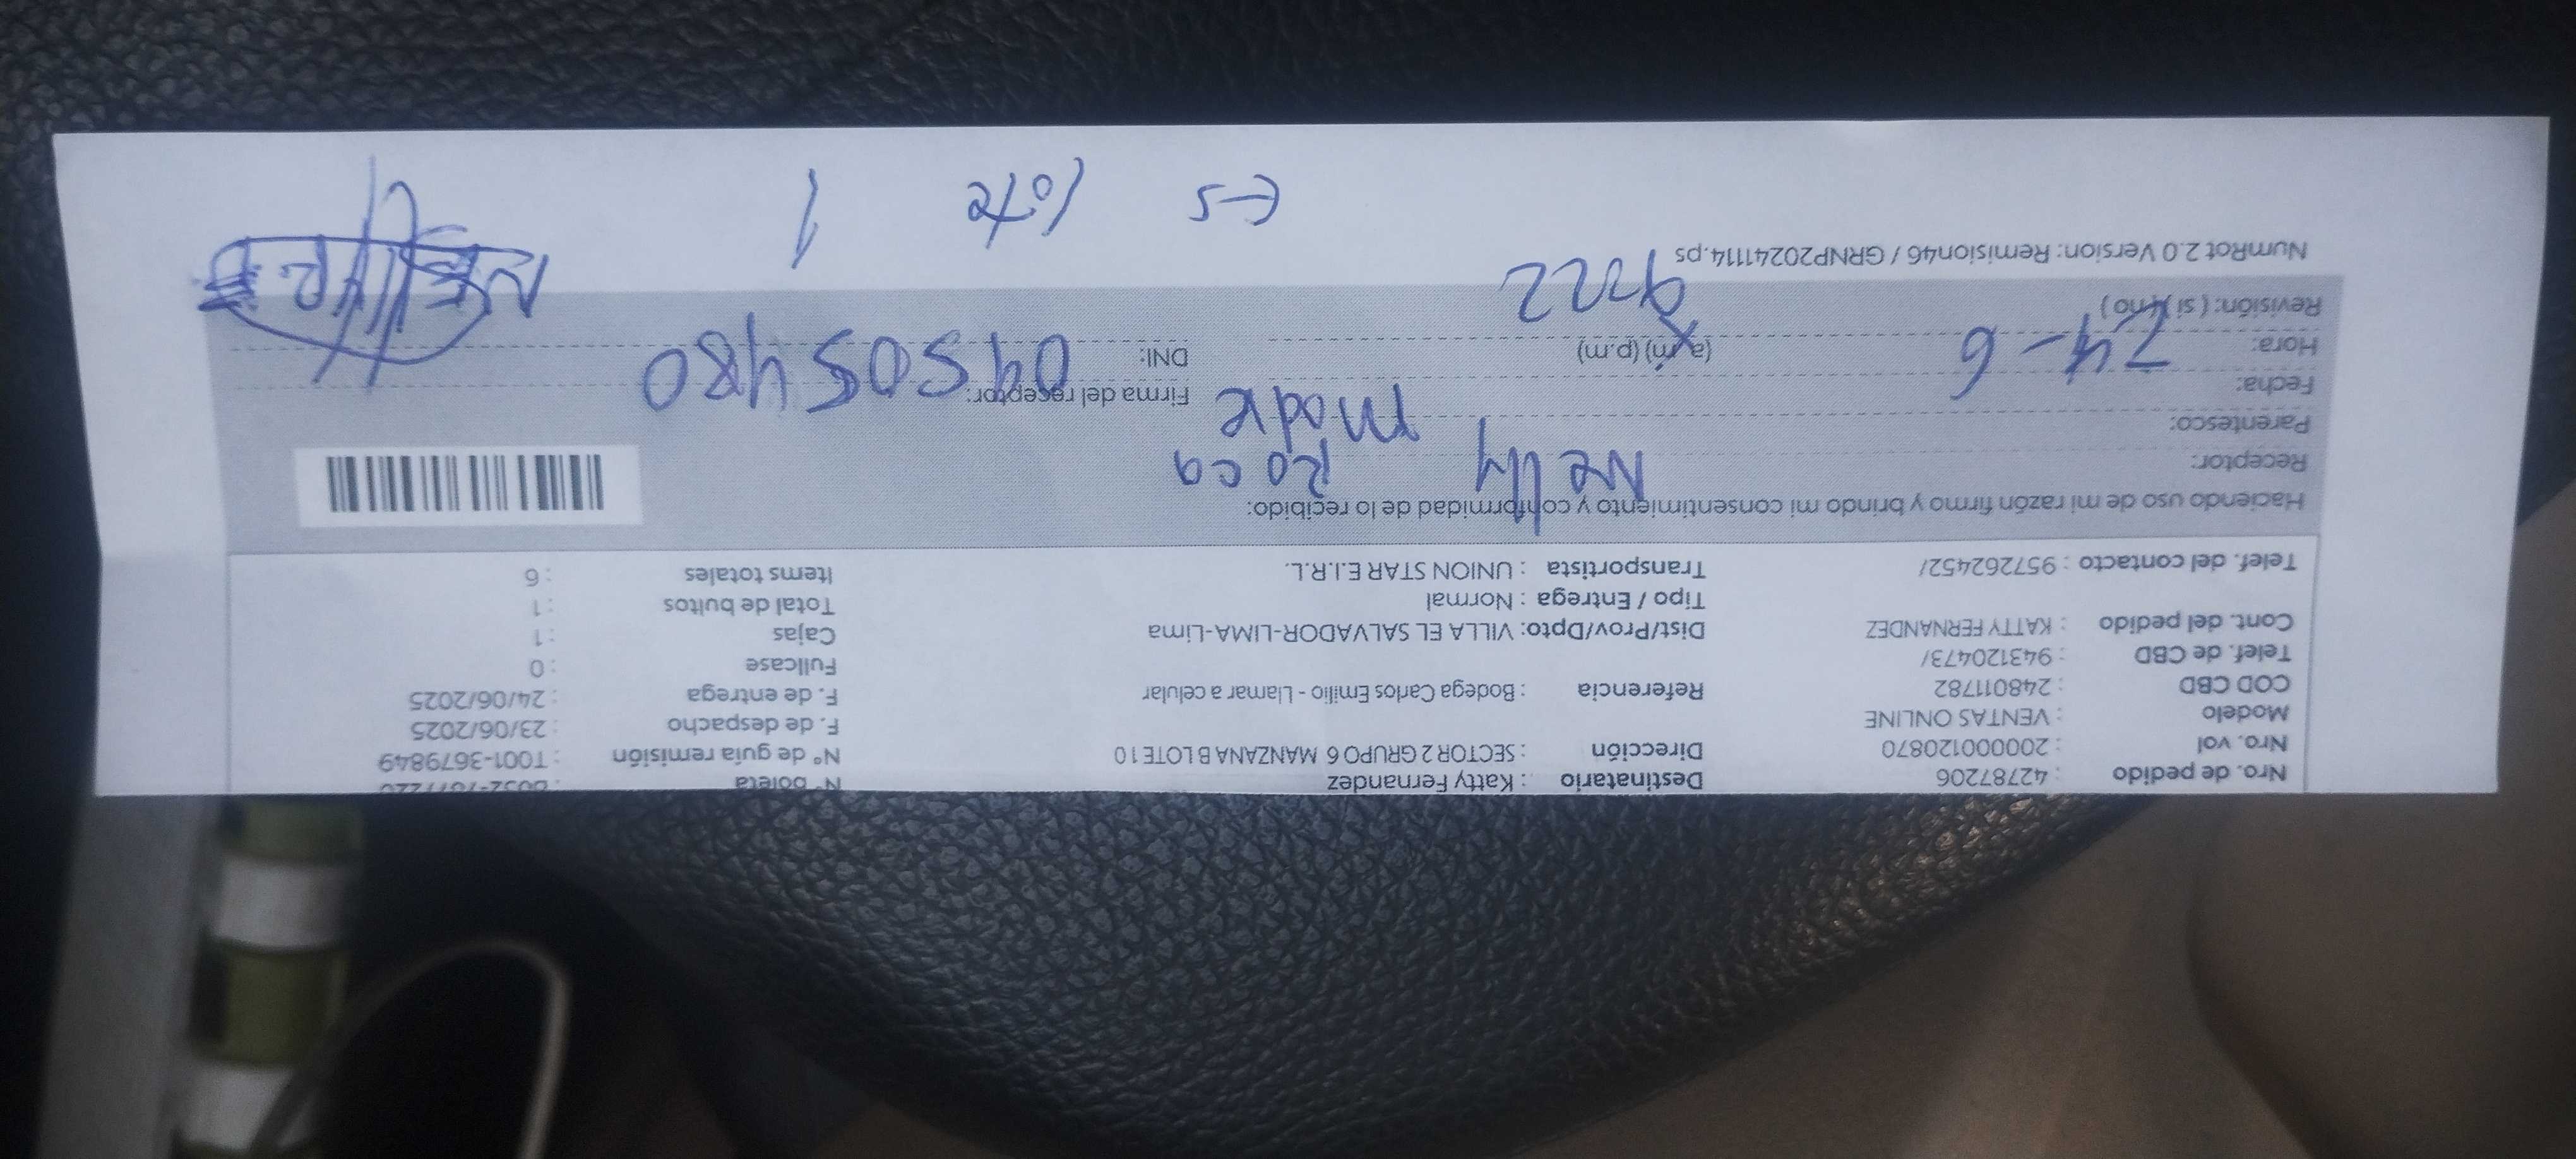 Nro. de pedido : 42787206 Destinatario : Katty Fernandez N° boleta
Nro. vol : 20000012​0870 Dirección : SECTOR 2 GRUPO 6 MANZANA B LOTE 10 N° de guía remisión : T001-3679849
Modelo : VENTAS ONLINE F. de despacho : 23/06/2025
COD CBD : 248011782 Referencia : Bodega Carlos Emilio - Llamar a celular F. de entrega : 24/06/2025
Telef. de CBD : 943120473/ Fullcase : 0
Cont. del pedido : KATTY FERNANDEZ Dist/Prov/Dpto: VILLA EL SALVADOR-LIMA-Lima Cajas : 1
Tipo / Entrega : Normal Total de bultos : 1
Telef. del contacto : 957262452/ Transportista : UNION STAR E.I.R.L. Items totales : 6
Haciendo uso de mi razón firmo y brindo mi consentimiento y conformidad de lo recibido:
Receptor: Nelly Roca
Parentesco: Madre
Fecha: 24-6 Firma del receptor:
Hora: (a.m) (p.m) DNI: 09505480
Revisión: ( si ) ( no ) 9722
NumRot 2.0 Version: Remision46 / GRNP20241114.ps
lote 1